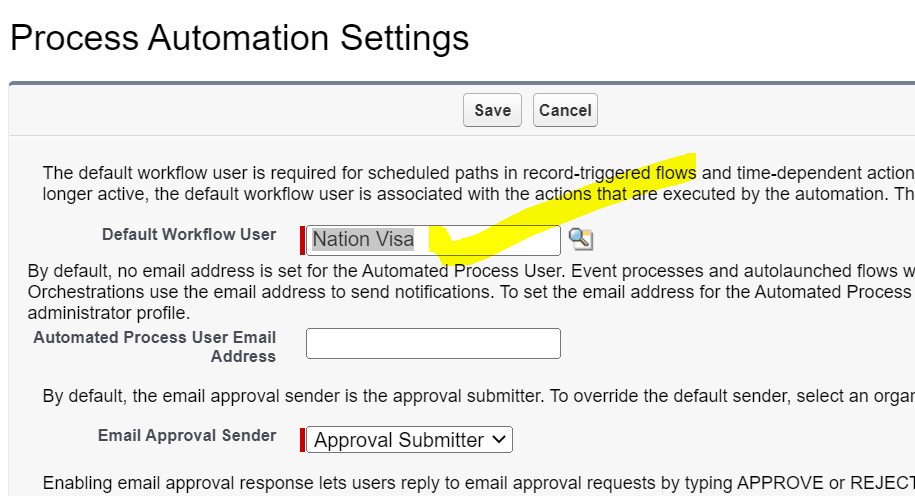 Process Automation Settings
Save Cancel
The default workflow user is required for scheduled paths in record-triggered flows and time-dependent action
longer active, the default workflow user is associated with the actions that are executed by the automation. Th
Default Workflow User Nation Visa
By default, no email address is set for the Automated Process User. Event processes and autolaunched flows w
Orchestrations use the email address to send notifications. To set the email address for the Automated Process
administrator profile.
Automated Process User Email
Address
By default, the email approval sender is the approval submitter. To override the default sender, select an organ
Email Approval Sender Approval Submitter
Enabling email approval response lets users reply to email approval requests by typing APPROVE or REJECT